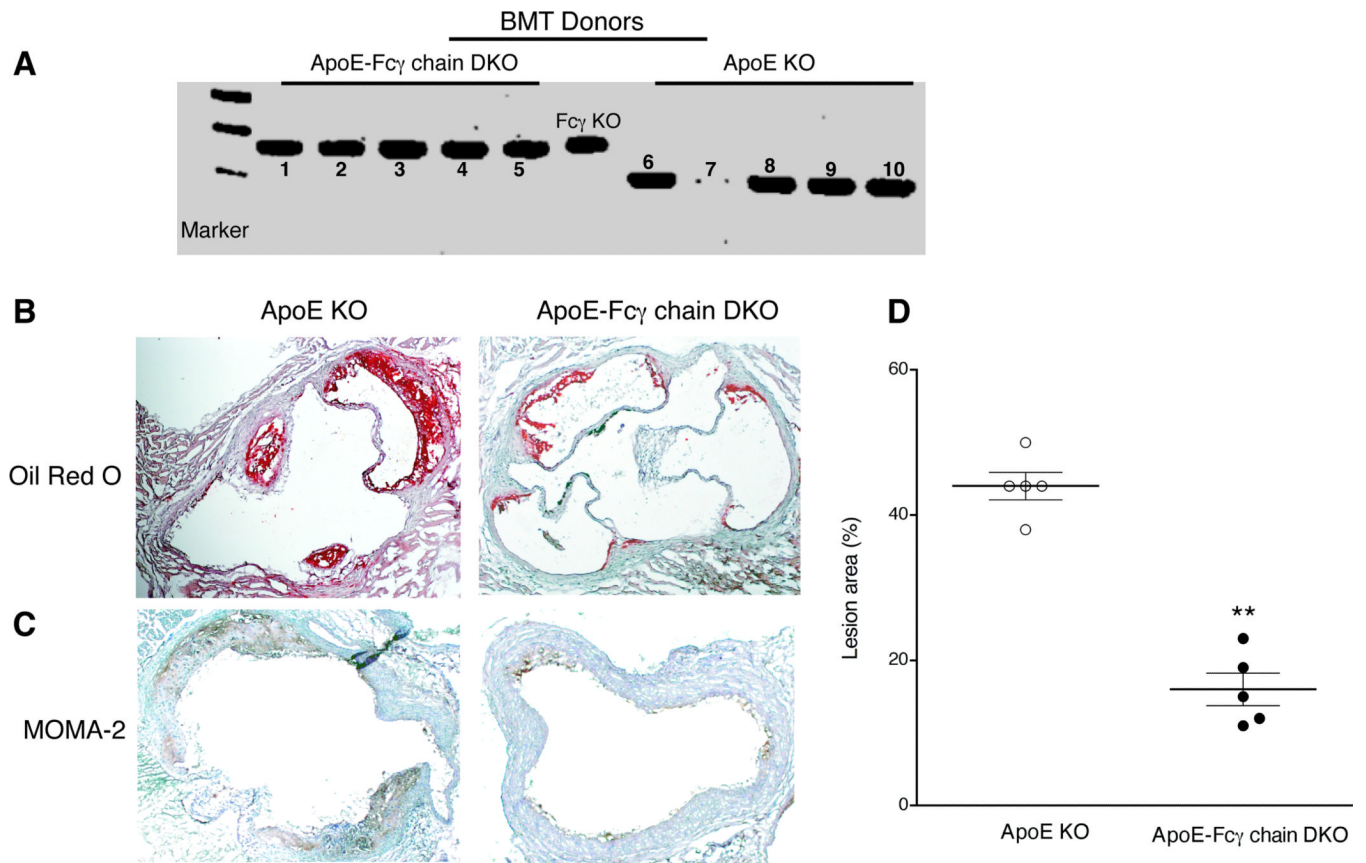 BMT Donors
A
ApoE-Fcγ chain DKO
ApoE KO
Fcγ KO
1 2 3 4 5 6 7 8 9 10
Marker
B
ApoE KO
ApoE-Fcγ chain DKO
Oil Red O
C
MOMA-2
D
60
40
20
0
Lesion area (%)
**
ApoE KO
ApoE-Fcγ chain DKO